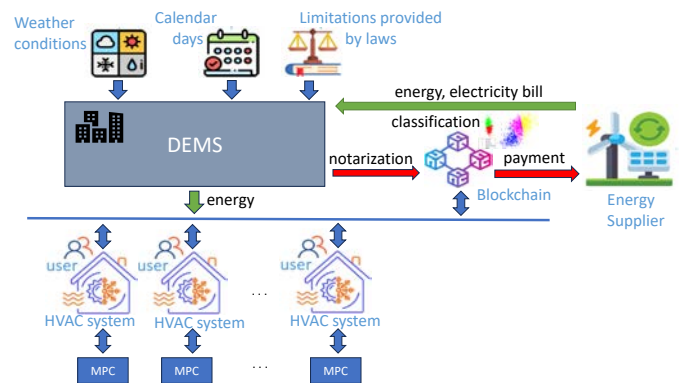 Weather
conditions
Calendar
days
Limitations provided
by laws
energy, electricity bill
DEMS
classification
notarization
payment
Blockchain
Energy
Supplier
energy
user
user
user
...
HVAC system
HVAC system
HVAC system
MPC
MPC
...
MPC